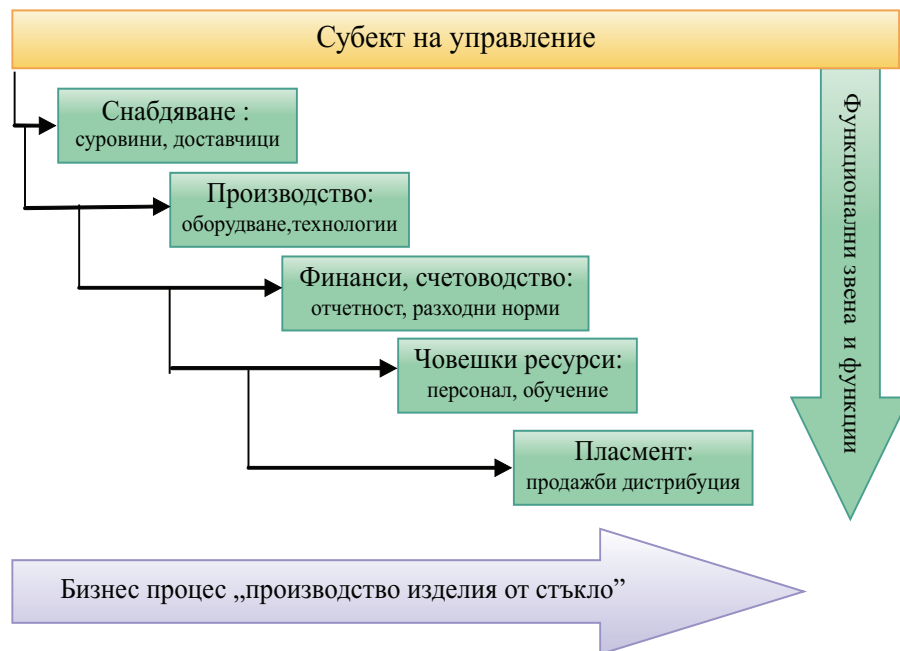 Субект на управление
Снабдяване :
суровини, доставчици
Производство:
оборудване,технологии
Финанси, счетоводство:
отчетност, разходни норми
Човешки ресурси:
персонал, обучение
Пласмент:
продажби дистрибуция
Функционални звена и функции
Бизнес процес „производство изделия от стъкло”